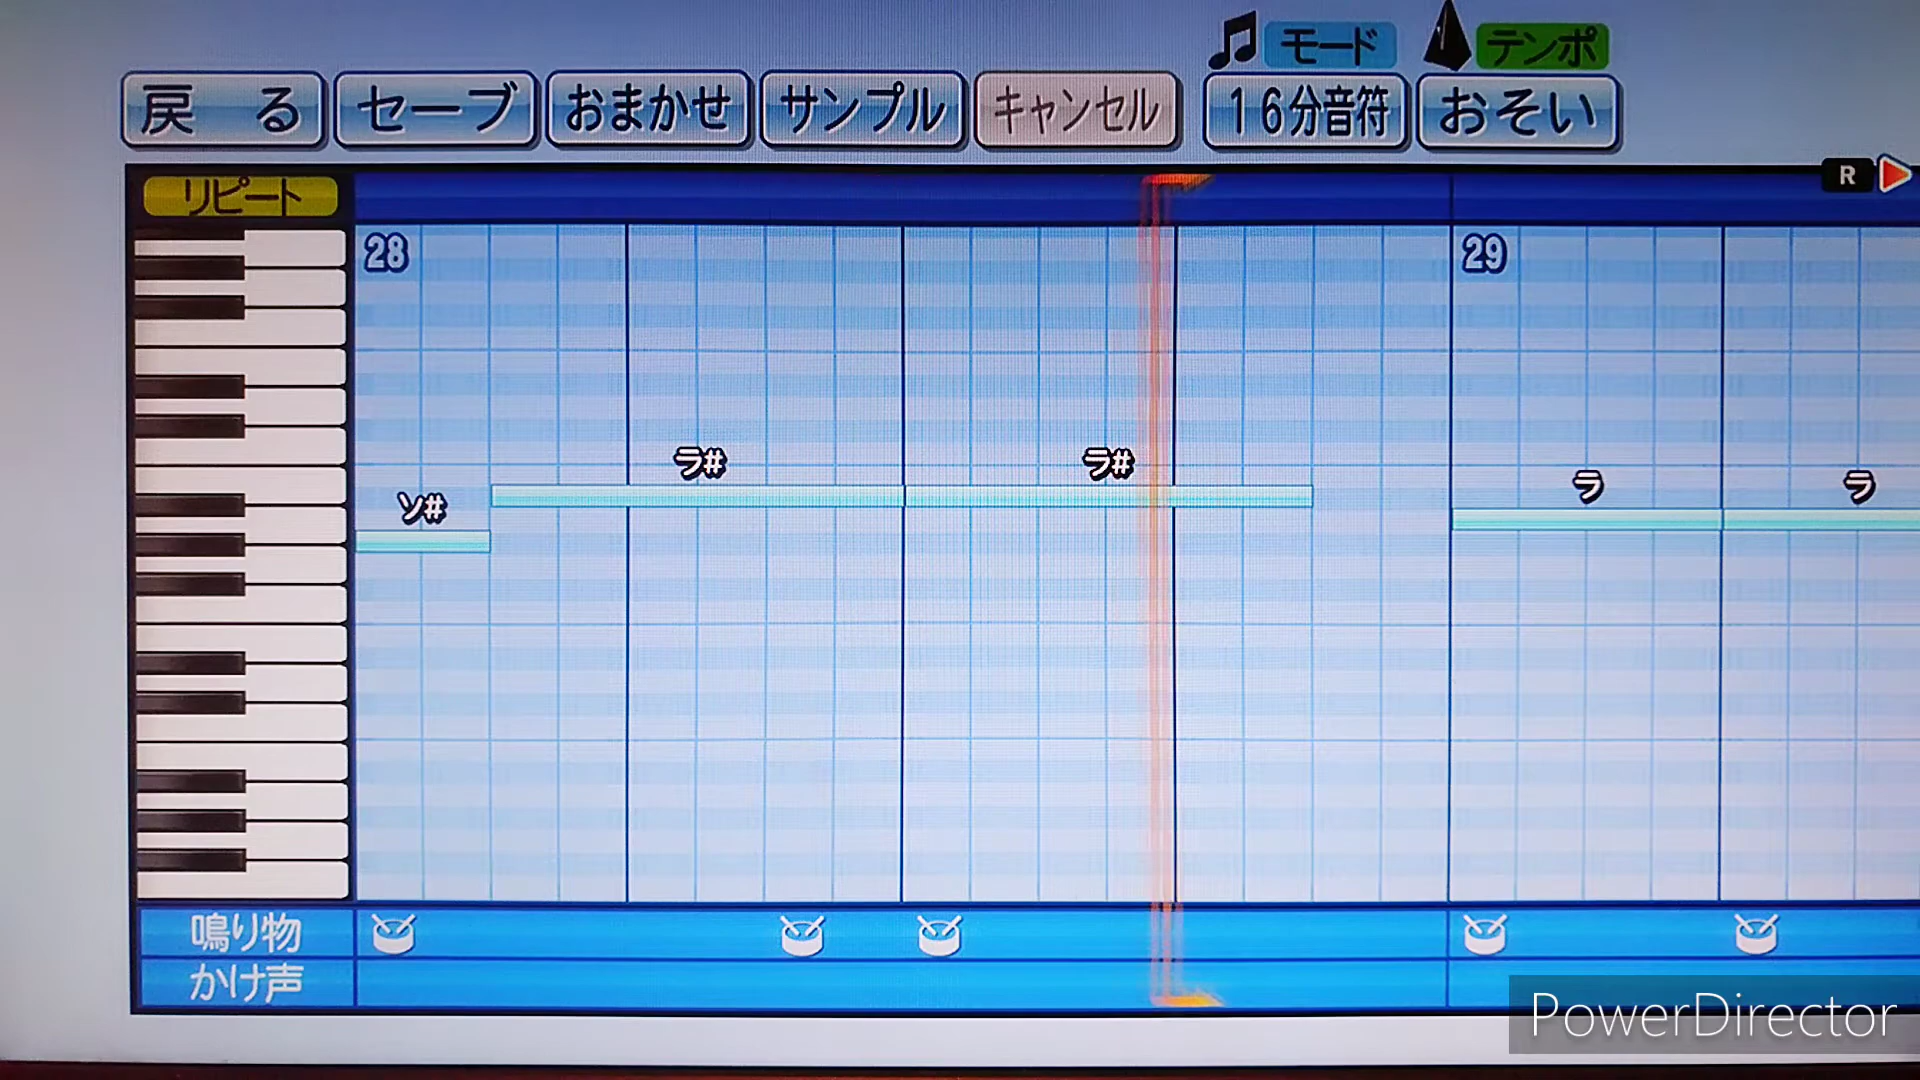 モード テンポ
戻る セーブ おまかせ サンプル キャンセル 16分音符 おそい
リピート R
28 29
ラ# ラ#
ソ# ラ ラ
鳴り物
かけ声
PowerDirector